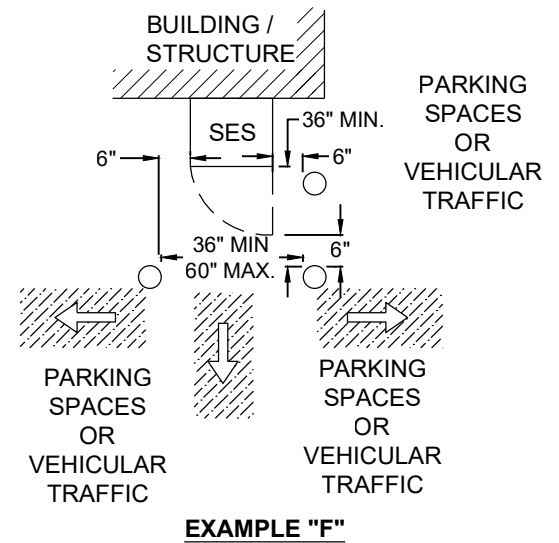 BUILDING /
STRUCTURE
PARKING
SPACES
OR
VEHICULAR
TRAFFIC
SES
36" MIN.
6"
6"
36" MIN
60" MAX.
6"
PARKING
SPACES
OR
VEHICULAR
TRAFFIC
PARKING
SPACES
OR
VEHICULAR
TRAFFIC
EXAMPLE "F"